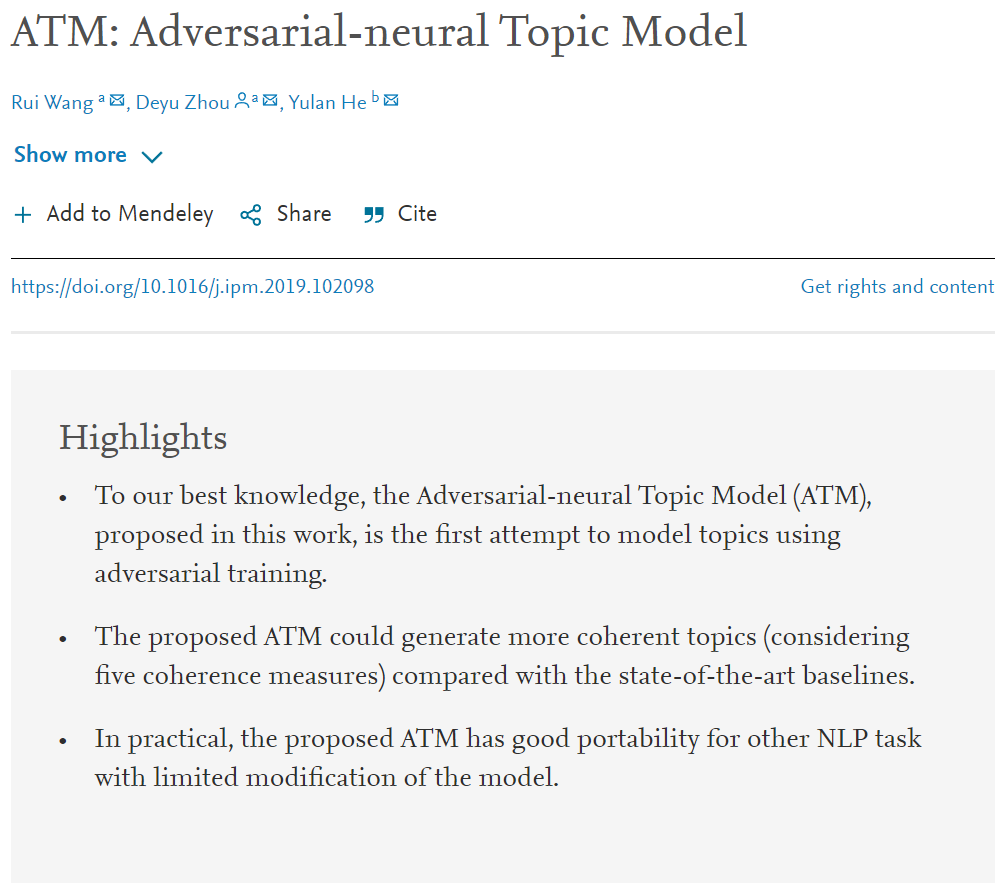 ATM: Adversarial-neural Topic Model
Rui Wang a, Deyu Zhou a, Yulan He b
Show more
Add to Mendeley Share Cite
https://doi.org/10.1016/j.ipm.2019.102098 Get rights and content
Highlights
• To our best knowledge, the Adversarial-neural Topic Model (ATM),
proposed in this work, is the first attempt to model topics using
adversarial training.
• The proposed ATM could generate more coherent topics (considering
five coherence measures) compared with the state-of-the-art baselines.
• In practical, the proposed ATM has good portability for other NLP task
with limited modification of the model.